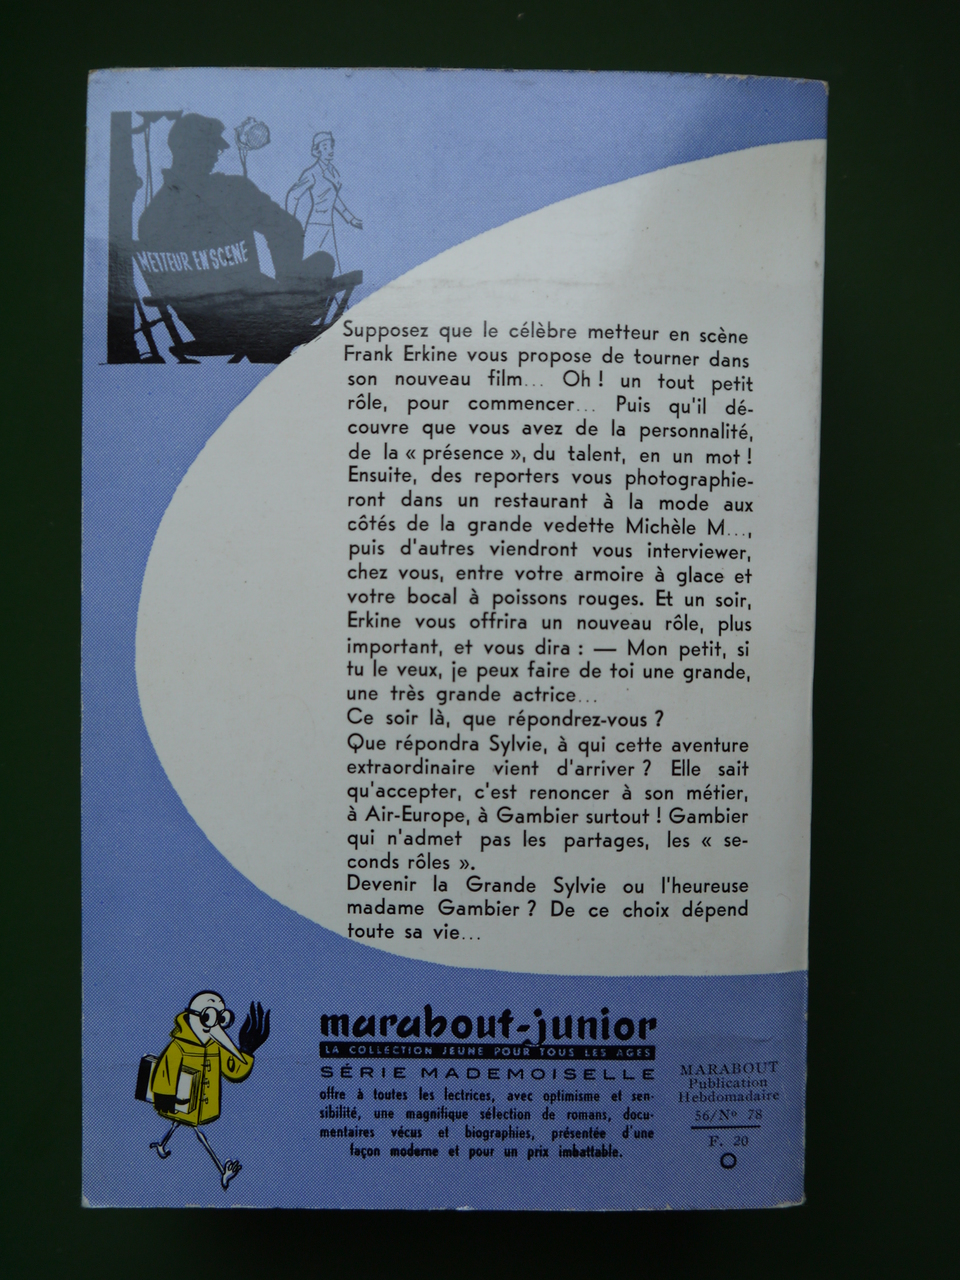 METTEUR EN SCENE
Supposez que le célèbre metteur en scène
Frank Erkine vous propose de tourner dans
son nouveau film... Oh ! un tout petit
rôle, pour commencer... Puis qu'il dé-
couvre que vous avez de la personnalité,
de la « présence », du talent, en un mot !
Ensuite, des reporters vous photographie-
ront dans un restaurant à la mode aux
côtés de la grande vedette Michèle M...,
puis d'autres viendront vous interviewer,
chez vous, entre votre armoire à glace et
votre bocal à poissons rouges. Et un soir,
Erkine vous offrira un nouveau rôle, plus
important, et vous dira : — Mon petit, si
tu le veux, je peux faire de toi une grande,
une très grande actrice...
Ce soir là, que répondrez-vous ?
Que répondra Sylvie, à qui cette aventure
extraordinaire vient d'arriver ? Elle sait
qu'accepter, c'est renoncer à son métier,
à Air-Europe, à Gambier surtout ! Gambier
qui n'admet pas les partages, les « se-
conds rôles ».
Devenir la Grande Sylvie ou l'heureuse
madame Gambier ? De ce choix dépend
toute sa vie...
marabout-junior
LA COLLECTION JEUNE POUR TOUS LES AGES
SÉRIE MADEMOISELLE
offre à toutes les lectrices, avec optimisme et sen-
sibilité, une magnifique sélection de romans, docu-
mentaires vécus et biographies, présentée d'une
façon moderne et pour un prix imbattable.
MARABOUT
Publication
Hebdomadaire
56/Nº 78
F. 20